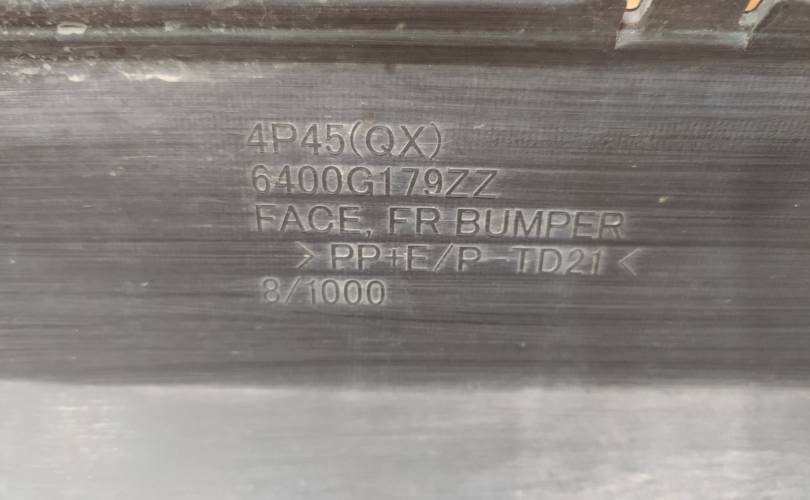 4P45(QX)
6400G179ZZ
FACE, FR BUMPER
>PP+E/P-TD21<
8/1000